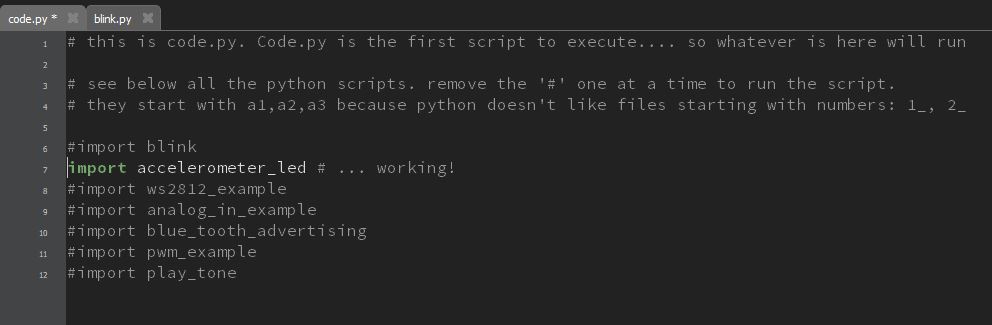 code.py * blink.py
1 # this is code.py. Code.py is the first script to execute.... so whatever is here will run
2
3 # see below all the python scripts. remove the '#' one at a time to run the script.
4 # they start with a1,a2,a3 because python doesn't like files starting with numbers: 1_, 2_
5
6 #import blink
7 import accelerometer_led # ... working!
8 #import ws2812_example
9 #import analog_in_example
10 #import blue_tooth_advertising
11 #import pwm_example
12 #import play_tone